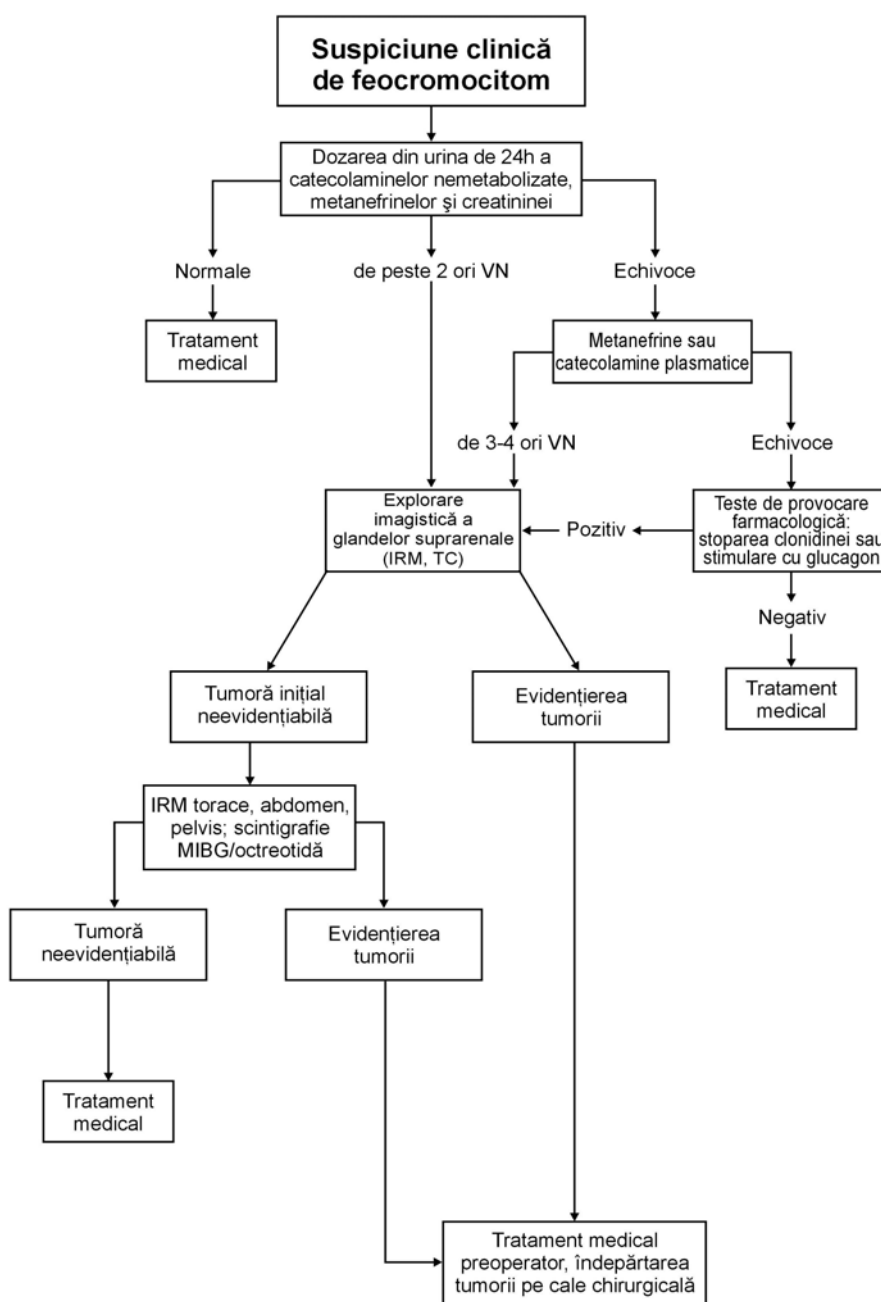 Suspiciune clinică
de feocromocitom
Dozarea din urina de 24h a
catecolaminelor nemetabolizate,
metanefrinelor şi creatininei
Normale
de peste 2 ori VN
Echivoce
Tratament
medical
Metanefrine sau
catecolamine plasmatice
de 3-4 ori VN
Echivoce
Explorare
imagistică a
glandelor suprarenale
(IRM, TC)
Pozitiv
Teste de provocare
farmacologică:
stoparea clonidinei sau
stimulare cu glucagon
Negativ
Tumoră inițial
neevidențiabilă
Evidențierea
tumorii
Tratament
medical
IRM torace, abdomen,
pelvis; scintigrafie
MIBG/octreotidă
Tumoră
neevidențiabilă
Evidențierea
tumorii
Tratament
medical
Tratament medical
preoperator, îndepărtarea
tumorii pe cale chirurgicală